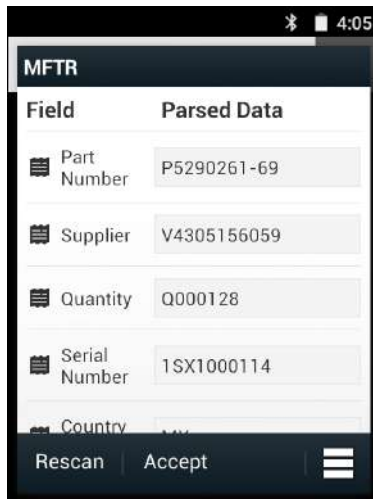 4:05
MFTR
Field Parsed Data
Part
Number
P5290261-69
Supplier V4305156059
Quantity Q000128
Serial
Number
1SX1000114
Country
Rescan Accept